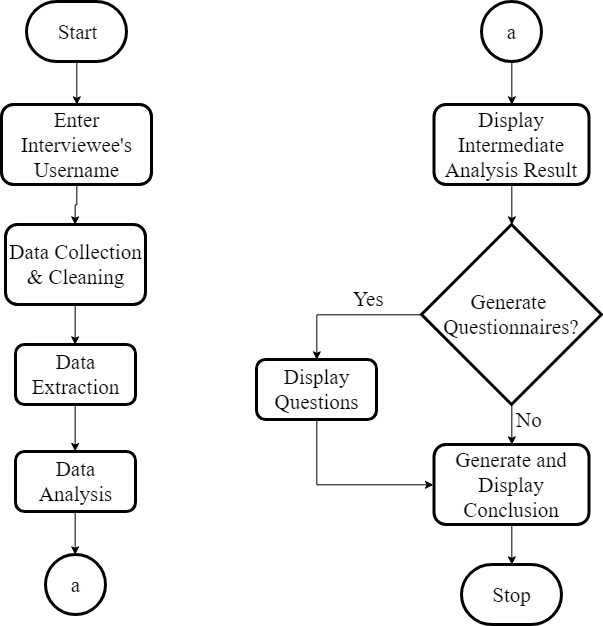 Start
Enter
Interviewee's
Username
Data Collection
& Cleaning
Data
Extraction
Data
Analysis
a
a
Display
Intermediate
Analysis Result
Generate
Questionnaires?
Yes
Display
Questions
No
Generate and
Display
Conclusion
Stop